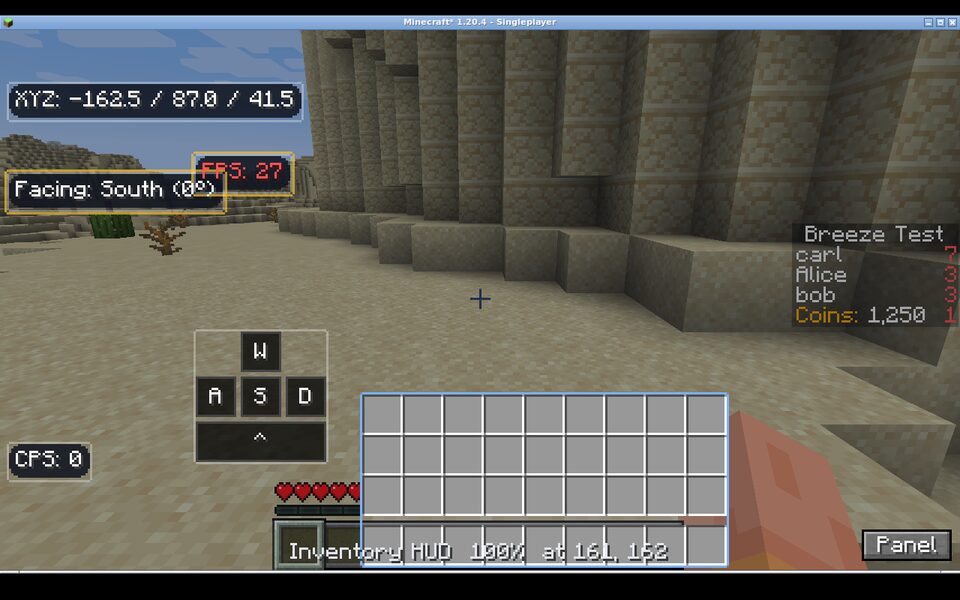 Minecraft* 1.20.4 - Singleplayer
XYZ: -162.5 / 87.0 / 41.5
FPS: 27
Facing: South (0°)
Breeze Test
carl 7
Alice 3
bob 3
Coins: 1,250 1
W
A S D
^
CPS: 0
Inventory HUD 100% at 161, 162
Panel